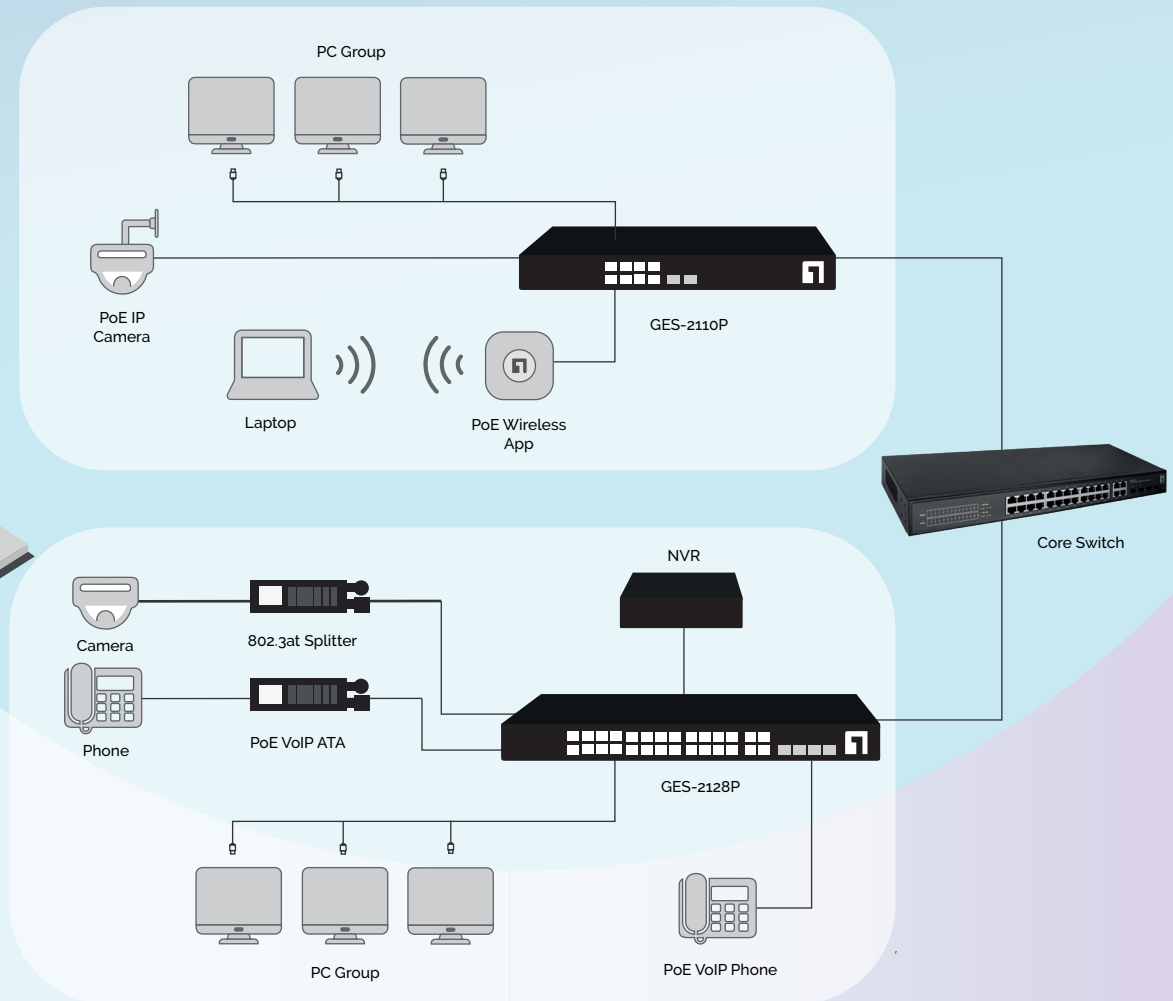 PC Group
PoE IP
Camera
GES-2110P
Laptop
PoE Wireless
App
Core Switch
NVR
Camera
802.3at Splitter
Phone
PoE VoIP ATA
GES-2128P
PC Group
PoE VoIP Phone